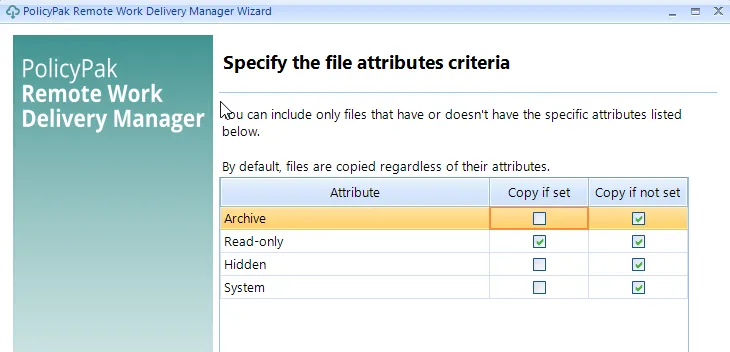 PolicyPak Remote Work Delivery Manager Wizard
PolicyPak
Remote Work
Delivery Manager
Specify the file attributes criteria
You can include only files that have or doesn't have the specific attributes listed
below.
By default, files are copied regardless of their attributes.
Attribute Copy if set Copy if not set
Archive
Read-only
Hidden
System